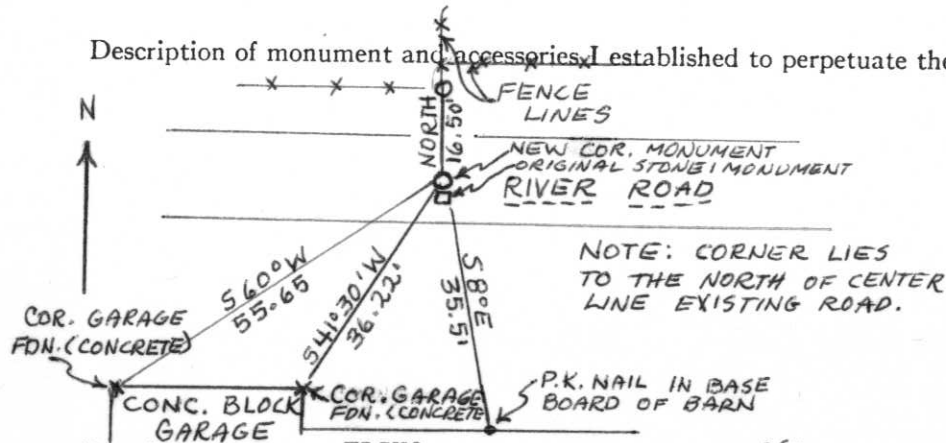 Description of monument and accessories I established to perpetuate the
N
FENCE
LINES
NORTH
16.50'
NEW COR. MONUMENT
ORIGINAL STONE MONUMENT
RIVER ROAD
NOTE: CORNER LIES
TO THE NORTH OF CENTER
LINE EXISTING ROAD.
S60°W
55.65
S41°30'W
36.22'
S8°E
35.51
COR. GARAGE
FDN. (CONCRETE)
COR. GARAGE
FDN. (CONCRETE)
P.K. NAIL IN BASE
BOARD OF BARN
CONC. BLOCK
GARAGE